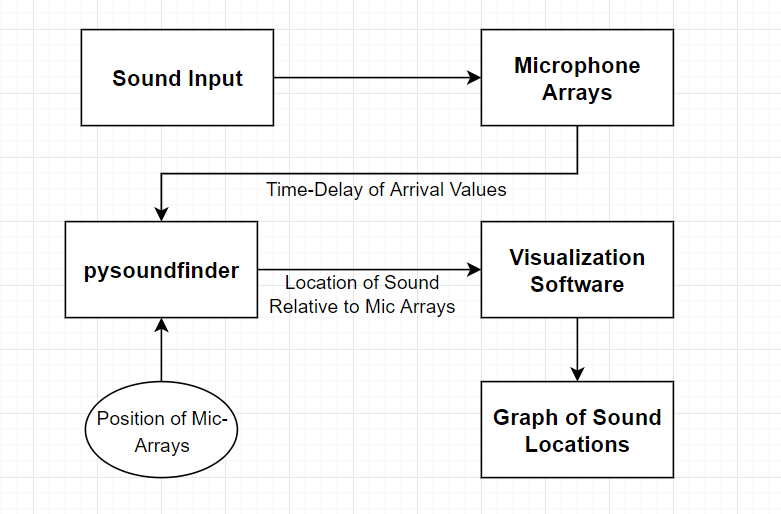 Sound Input
Microphone
Arrays
Time-Delay of Arrival Values
pysoundfinder
Location of Sound
Relative to Mic Arrays
Visualization
Software
Position of Mic-
Arrays
Graph of Sound
Locations